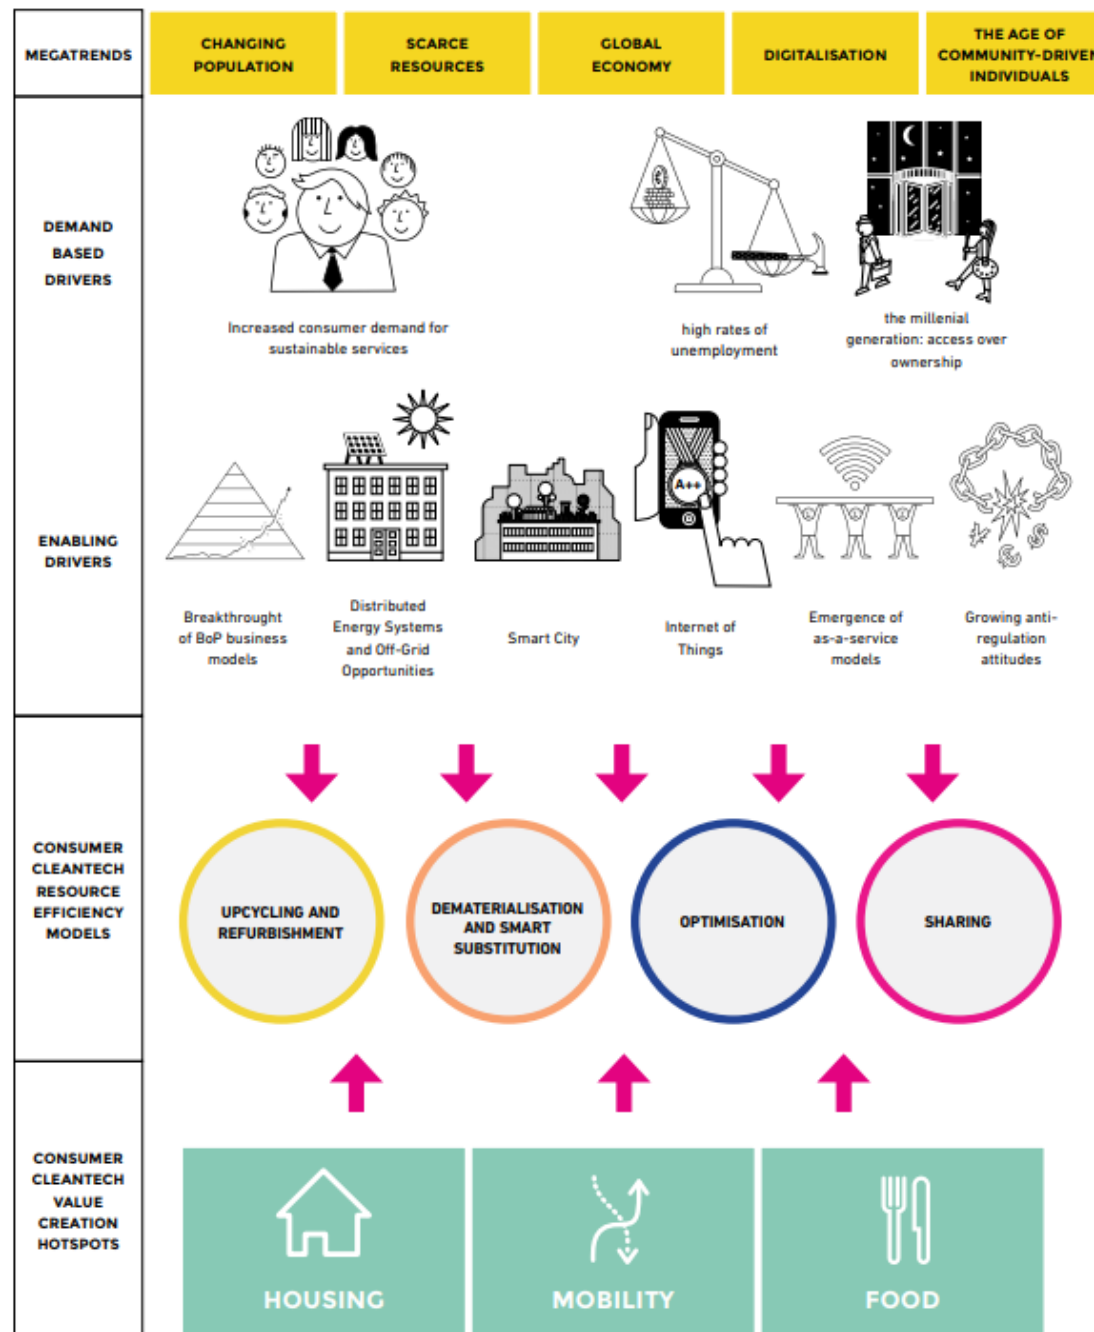 MEGATRENDS
CHANGING
POPULATION
SCARCE
RESOURCES
GLOBAL
ECONOMY
DIGITALISATION
THE AGE OF
COMMUNITY-DRIVEN
INDIVIDUALS
DEMAND
BASED
DRIVERS
Increased consumer demand for
sustainable services
high rates of
unemployment
the millenial
generation: access over
ownership
ENABLING
DRIVERS
A++
Breakthrought
of BoP business
models
Distributed
Energy Systems
and Off-Grid
Opportunities
Smart City
Internet of
Things
Emergence of
as-a-service
models
Growing anti-
regulation
attitudes
CONSUMER
CLEANTECH
RESOURCE
EFFICIENCY
MODELS
UPCYCLING AND
REFURBISHMENT
DEMATERIALISATION
AND SMART
SUBSTITUTION
OPTIMISATION
SHARING
CONSUMER
CLEANTECH
VALUE
CREATION
HOTSPOTS
HOUSING
MOBILITY
FOOD